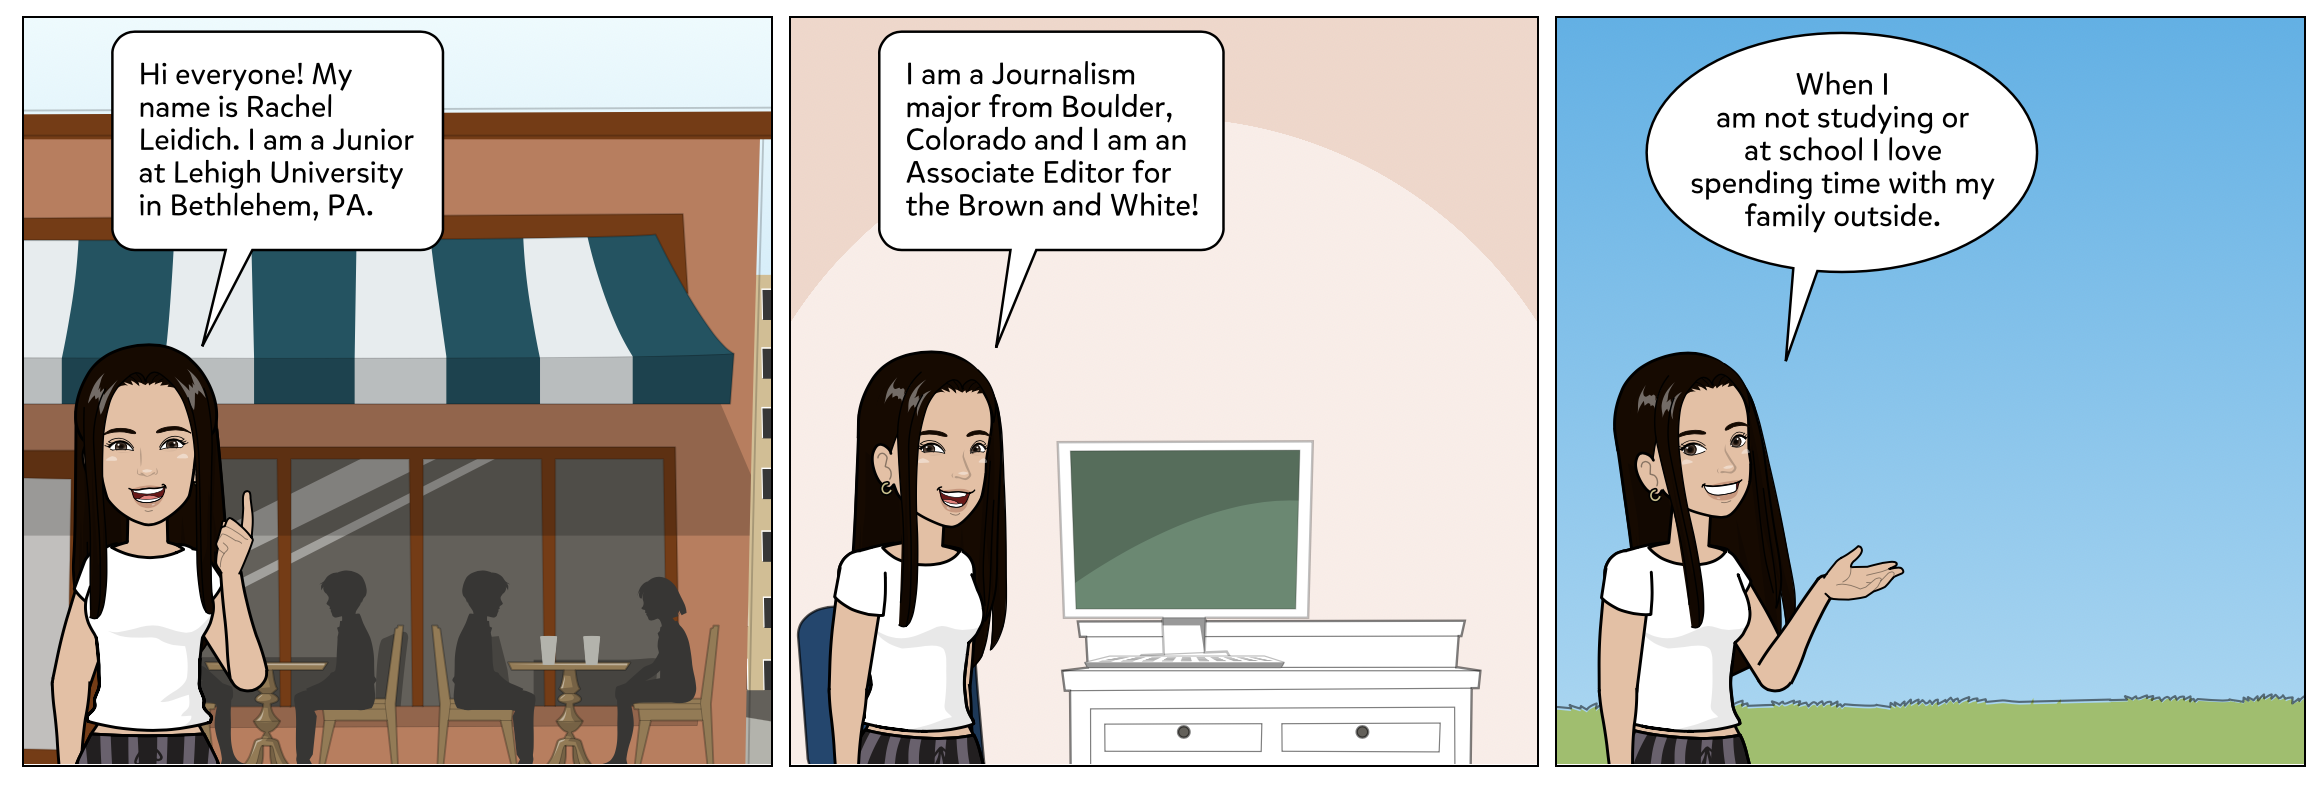 Hi everyone! My
name is Rachel
Leidich. I am a Junior
at Lehigh University
in Bethlehem, PA.
I am a Journalism
major from Boulder,
Colorado and I am an
Associate Editor for
the Brown and White!
When I
am not studying or
at school I love
spending time with my
family outside.